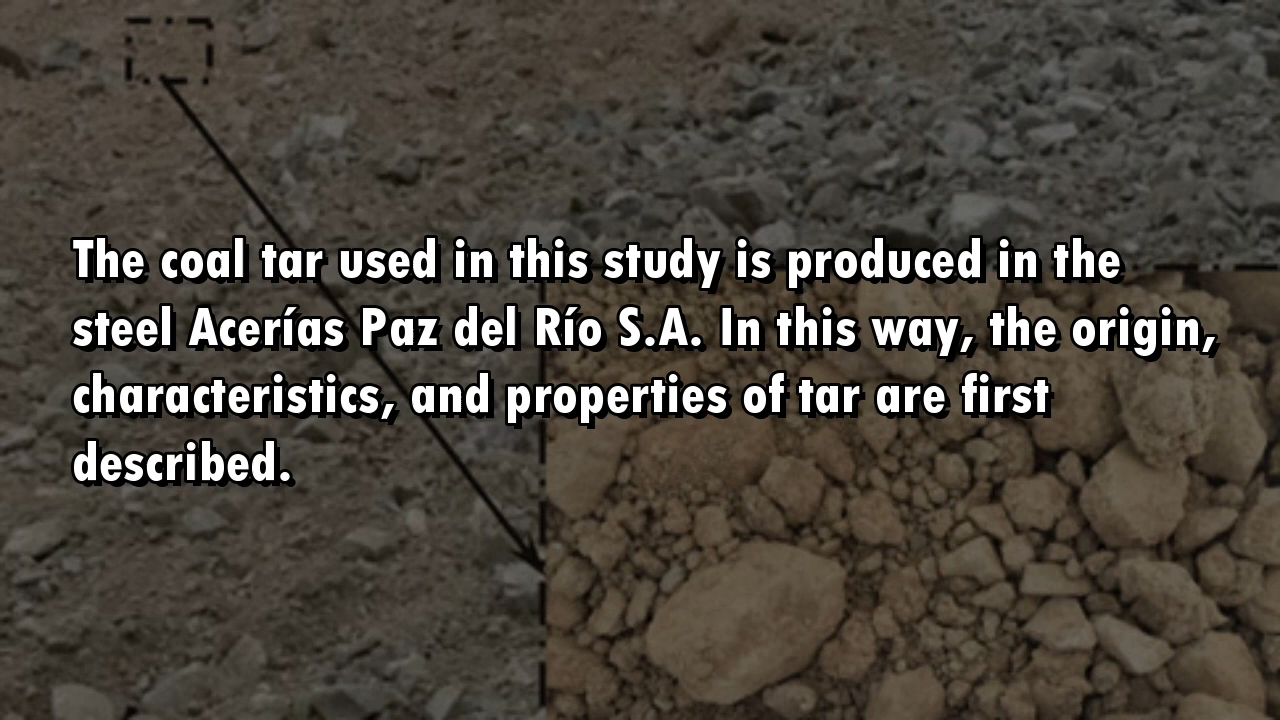 The coal tar used in this study is produced in the
steel Acerías Paz del Río S.A. In this way, the origin,
characteristics, and properties of tar are first
described.